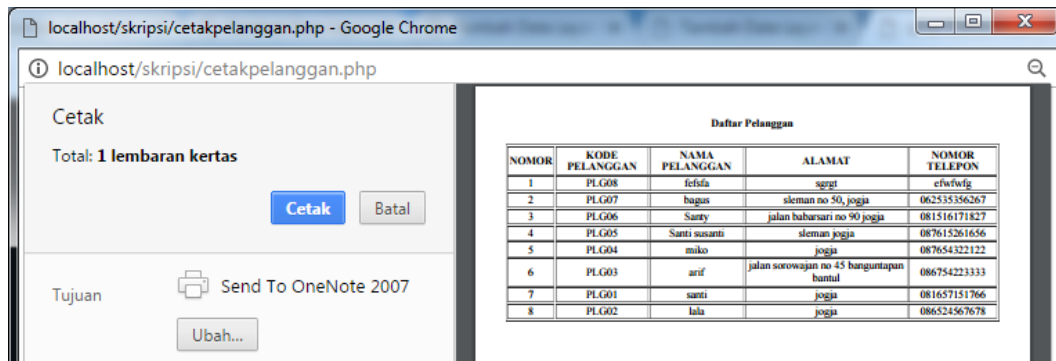 localhost/skripsi/cetakpelanggan.php - Google Chrome
localhost/skripsi/cetakpelanggan.php
Cetak
Total: 1 lembaran kertas
Cetak Batal
Tujuan Send To OneNote 2007
Ubah...
Daftar Pelanggan
NOMOR KODE PELANGGAN NAMA PELANGGAN ALAMAT NOMOR TELEPON
1 PLG08 fefsfa sgrgt efwfwfg
2 PLG07 bagus sleman no 50, jogja 062535356267
3 PLG06 Santy jalan babarsari no 90 jogja 081516171827
4 PLG05 Santi susanti sleman jogja 087615261656
5 PLG04 miko jogja 087654322122
6 PLG03 arif jalan sorowajan no 45 banguntapan bantul 086754223333
7 PLG01 santi jogja 081657151766
8 PLG02 lala jogja 086524567678